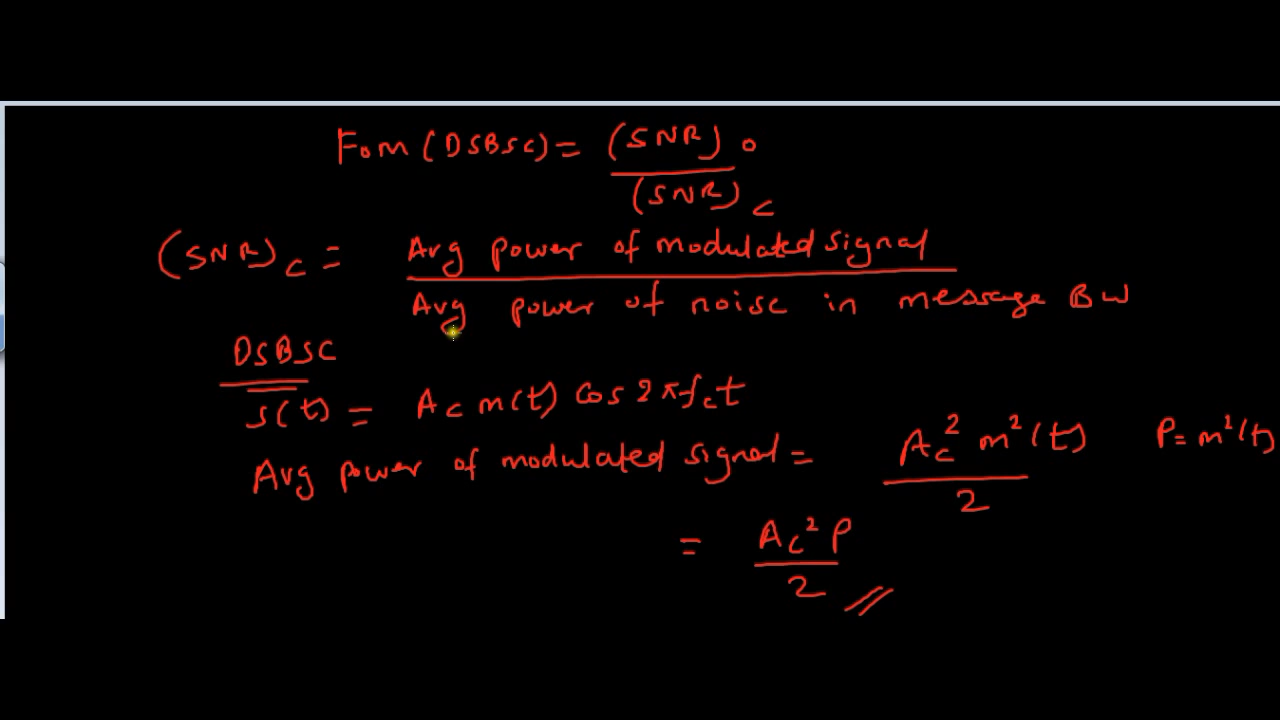 FOM (DSBSC) = (SNR)o / (SNR)c
(SNR)c = Avg power of modulated signal / Avg power of noise in message BW
DSBSC
s(t) = Ac m(t) cos 2πfct
Avg power of modulated signal = Ac² m²(t) / 2 P = m²(t)
= Ac² P / 2 //